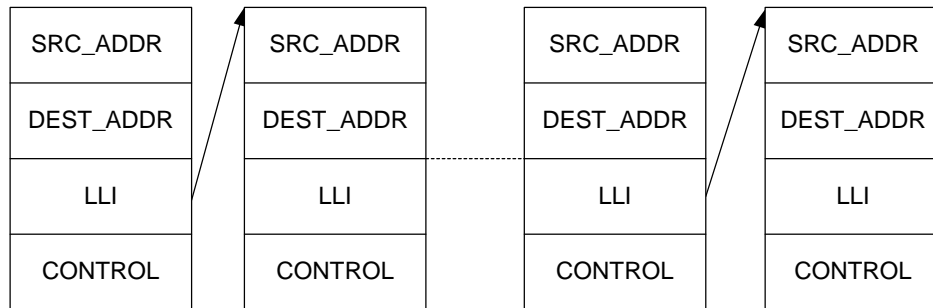 SRC_ADDR
DEST_ADDR
LLI
CONTROL
SRC_ADDR
DEST_ADDR
LLI
CONTROL
SRC_ADDR
DEST_ADDR
LLI
CONTROL
SRC_ADDR
DEST_ADDR
LLI
CONTROL